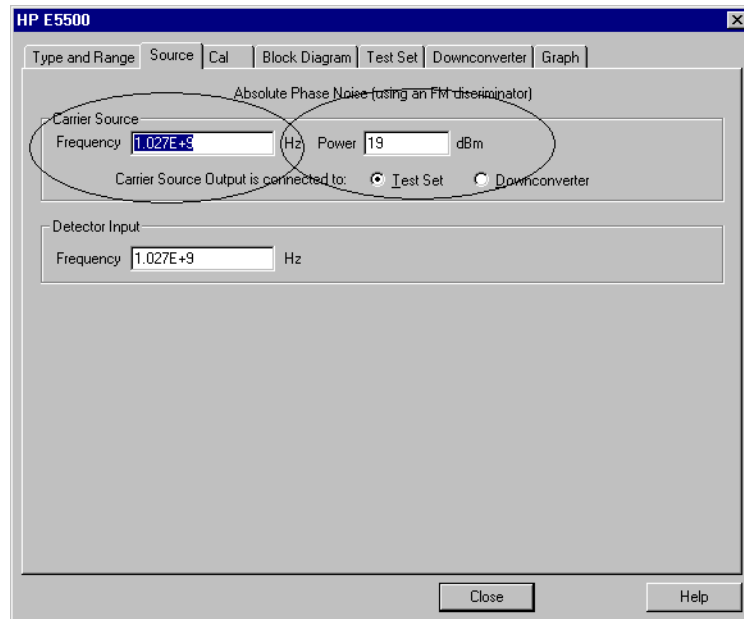 HP E5500
Type and Range Source Cal Block Diagram Test Set Downconverter Graph
Absolute Phase Noise (using an FM discriminator)
Carrier Source
Frequency 1.027E+9 Hz Power 19 dBm
Carrier Source Output is connected to: Test Set Downconverter
Detector Input
Frequency 1.027E+9 Hz
Close Help